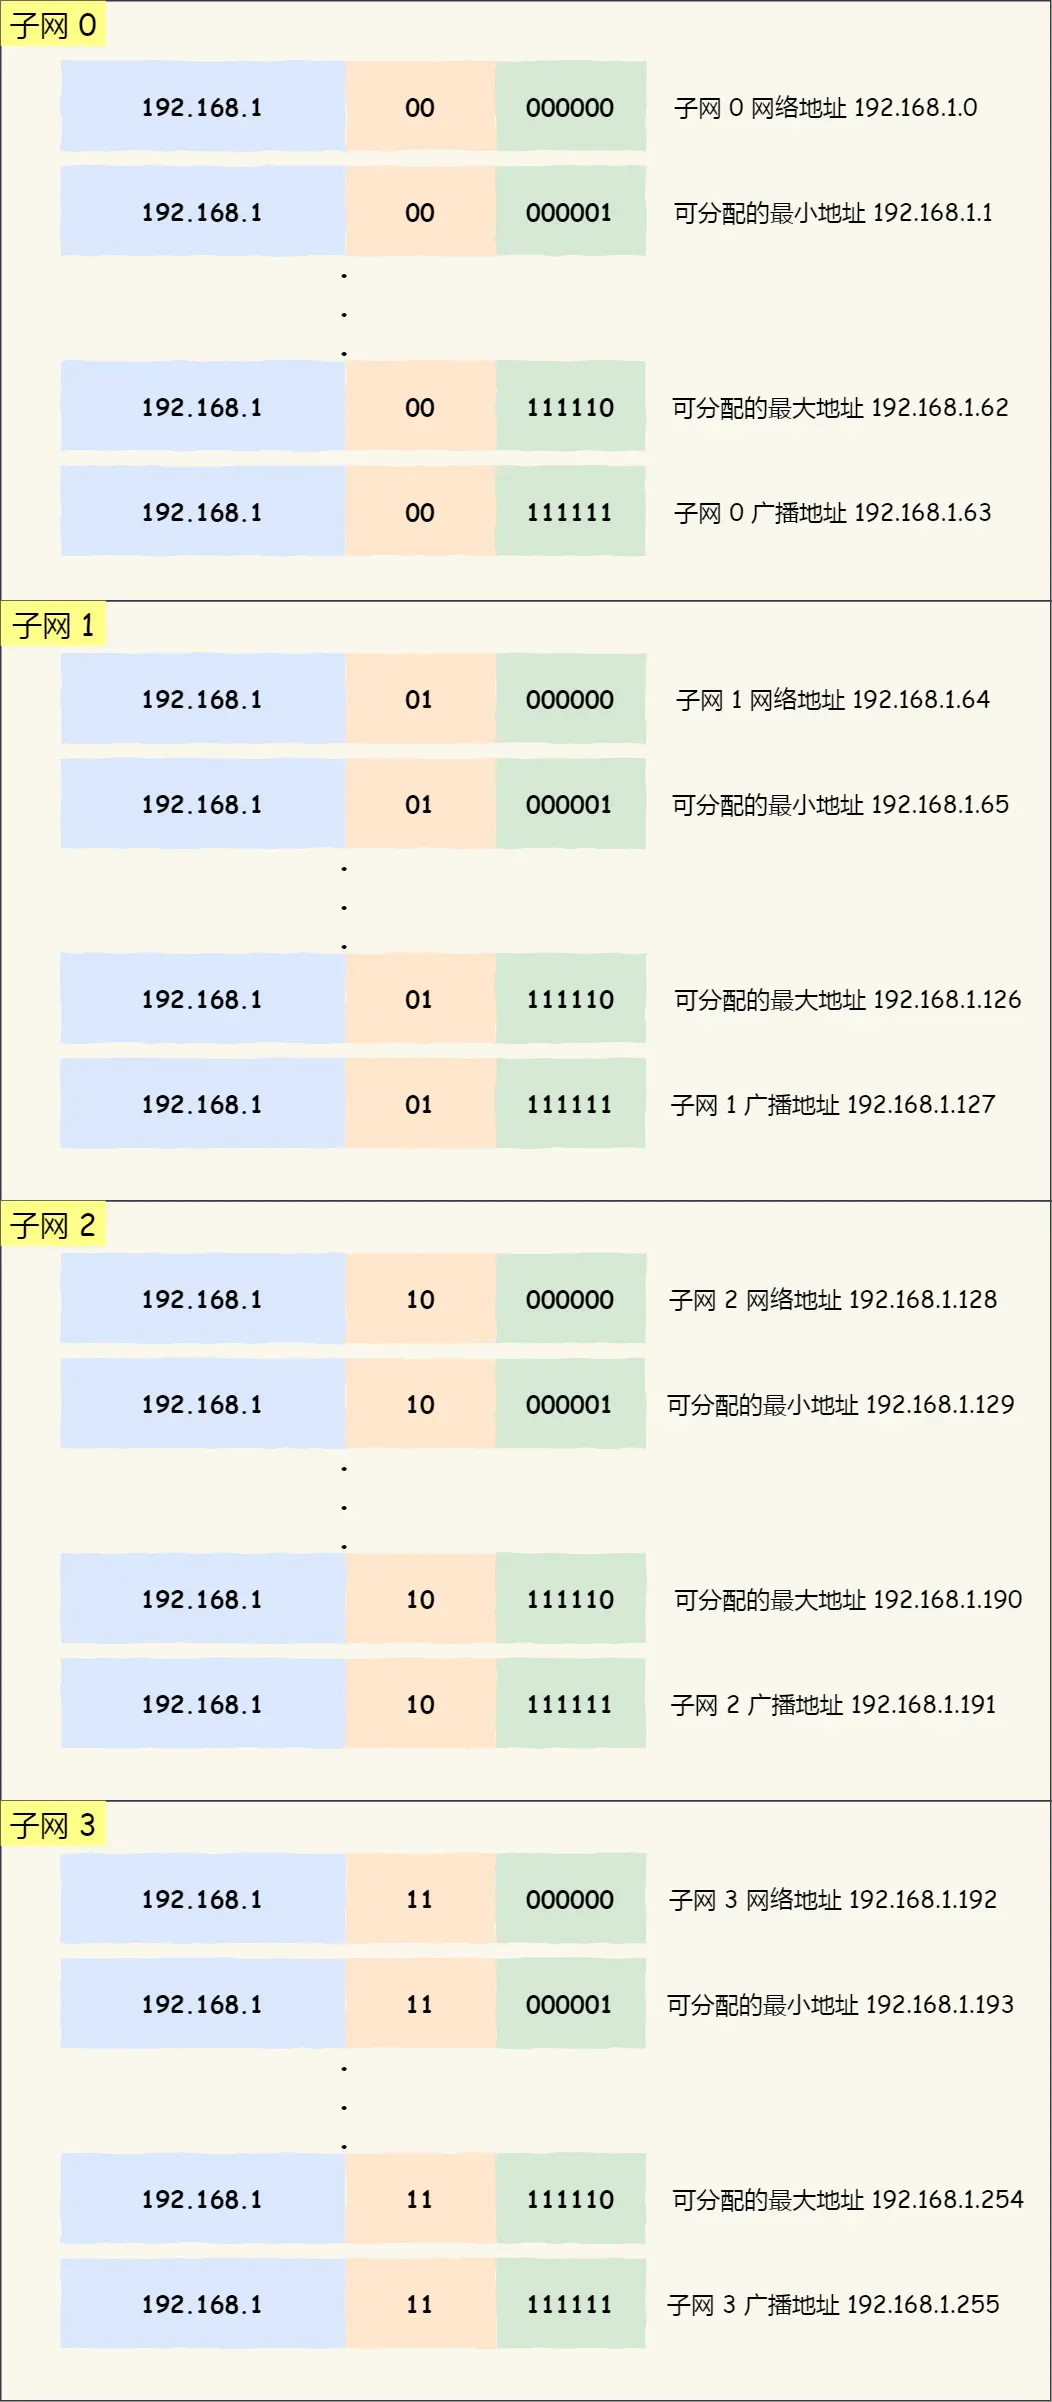 子网 0
192.168.1 00 000000 子网 0 网络地址 192.168.1.0
192.168.1 00 000001 可分配的最小地址 192.168.1.1
192.168.1 00 111110 可分配的最大地址 192.168.1.62
192.168.1 00 111111 子网 0 广播地址 192.168.1.63
子网 1
192.168.1 01 000000 子网 1 网络地址 192.168.1.64
192.168.1 01 000001 可分配的最小地址 192.168.1.65
192.168.1 01 111110 可分配的最大地址 192.168.1.126
192.168.1 01 111111 子网 1 广播地址 192.168.1.127
子网 2
192.168.1 10 000000 子网 2 网络地址 192.168.1.128
192.168.1 10 000001 可分配的最小地址 192.168.1.129
192.168.1 10 111110 可分配的最大地址 192.168.1.190
192.168.1 10 111111 子网 2 广播地址 192.168.1.191
子网 3
192.168.1 11 000000 子网 3 网络地址 192.168.1.192
192.168.1 11 000001 可分配的最小地址 192.168.1.193
192.168.1 11 111110 可分配的最大地址 192.168.1.254
192.168.1 11 111111 子网 3 广播地址 192.168.1.255